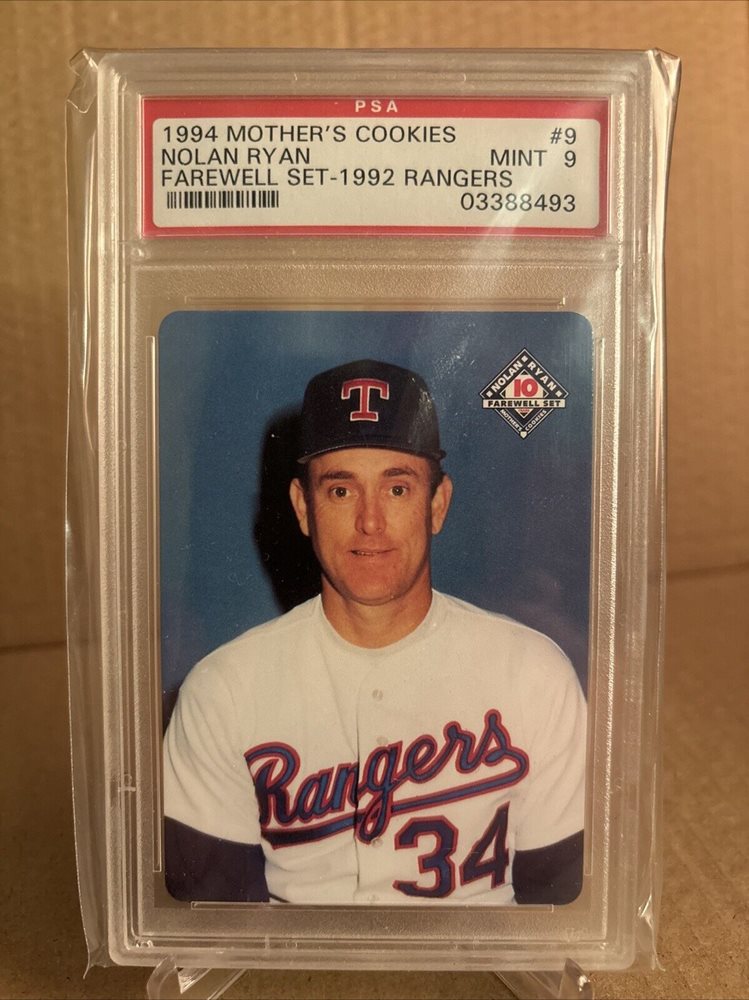 PSA
1994 MOTHER'S COOKIES #9
NOLAN RYAN MINT 9
FAREWELL SET-1992 RANGERS
03388493
T
NOLAN RYAN
10
FAREWELL SET
MOTHER'S COOKIES
Rangers
34